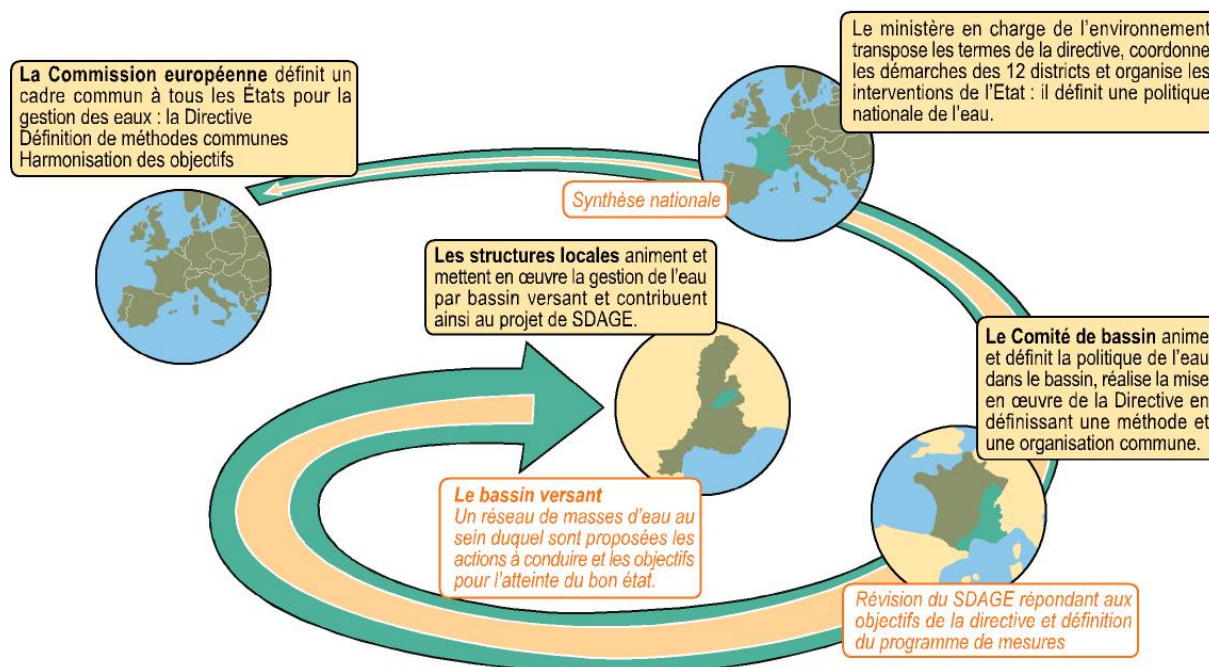 La Commission européenne définit un
cadre commun à tous les États pour la
gestion des eaux : la Directive
Définition de méthodes communes
Harmonisation des objectifs
Le ministère en charge de l'environnement
transpose les termes de la directive, coordonne
les démarches des 12 districts et organise les
interventions de l'Etat : il définit une politique
nationale de l'eau.
Synthèse nationale
Les structures locales animent et
mettent en œuvre la gestion de l'eau
par bassin versant et contribuent
ainsi au projet de SDAGE.
Le Comité de bassin anime
et définit la politique de l'eau
dans le bassin, réalise la mise
en œuvre de la Directive en
définissant une méthode et
une organisation commune.
Le bassin versant
Un réseau de masses d'eau au
sein duquel sont proposées les
actions à conduire et les objectifs
pour l'atteinte du bon état.
Révision du SDAGE répondant aux
objectifs de la directive et définition
du programme de mesures